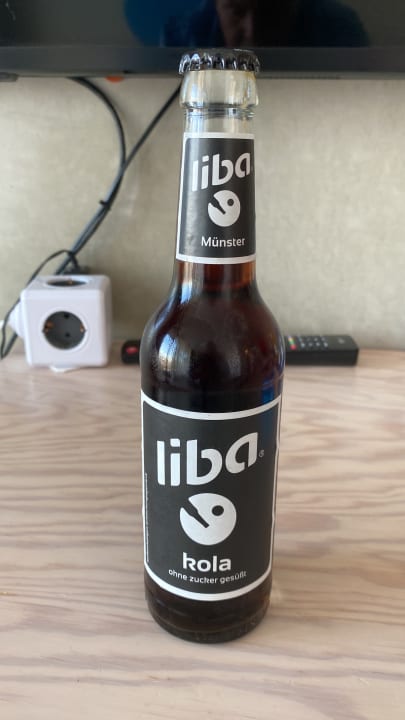 liba
Münster
liba
kola
ohne zucker gesüßt